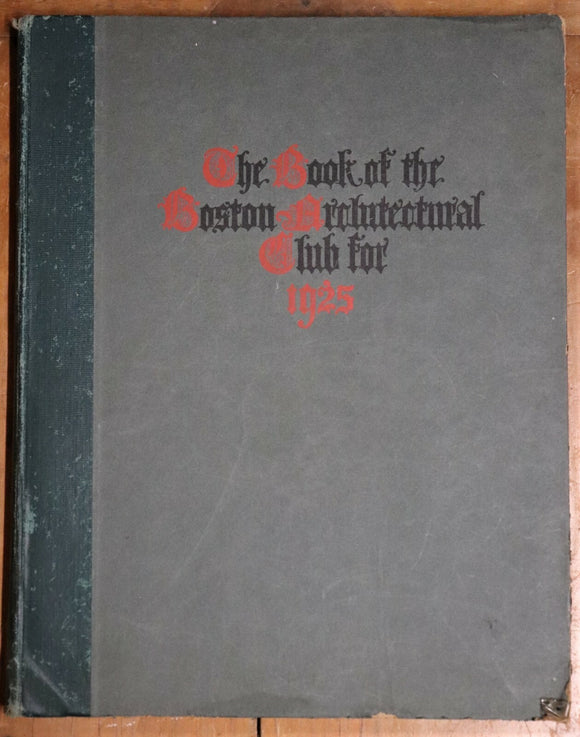 The Book of the
Boston Architectural
Club for
1925